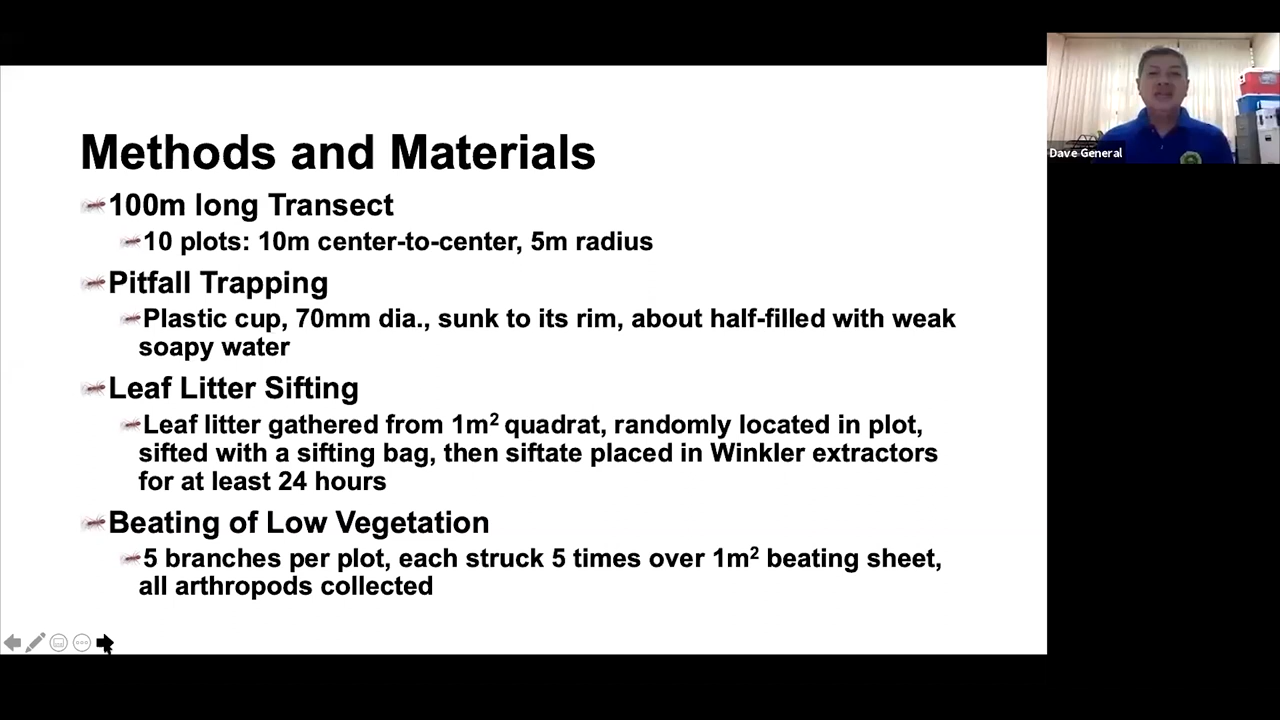 Methods and Materials
100m long Transect
10 plots: 10m center-to-center, 5m radius
Pitfall Trapping
Plastic cup, 70mm dia., sunk to its rim, about half-filled with weak
soapy water
Leaf Litter Sifting
Leaf litter gathered from 1m² quadrat, randomly located in plot,
sifted with a sifting bag, then siftate placed in Winkler extractors
for at least 24 hours
Beating of Low Vegetation
5 branches per plot, each struck 5 times over 1m² beating sheet,
all arthropods collected
Dave General